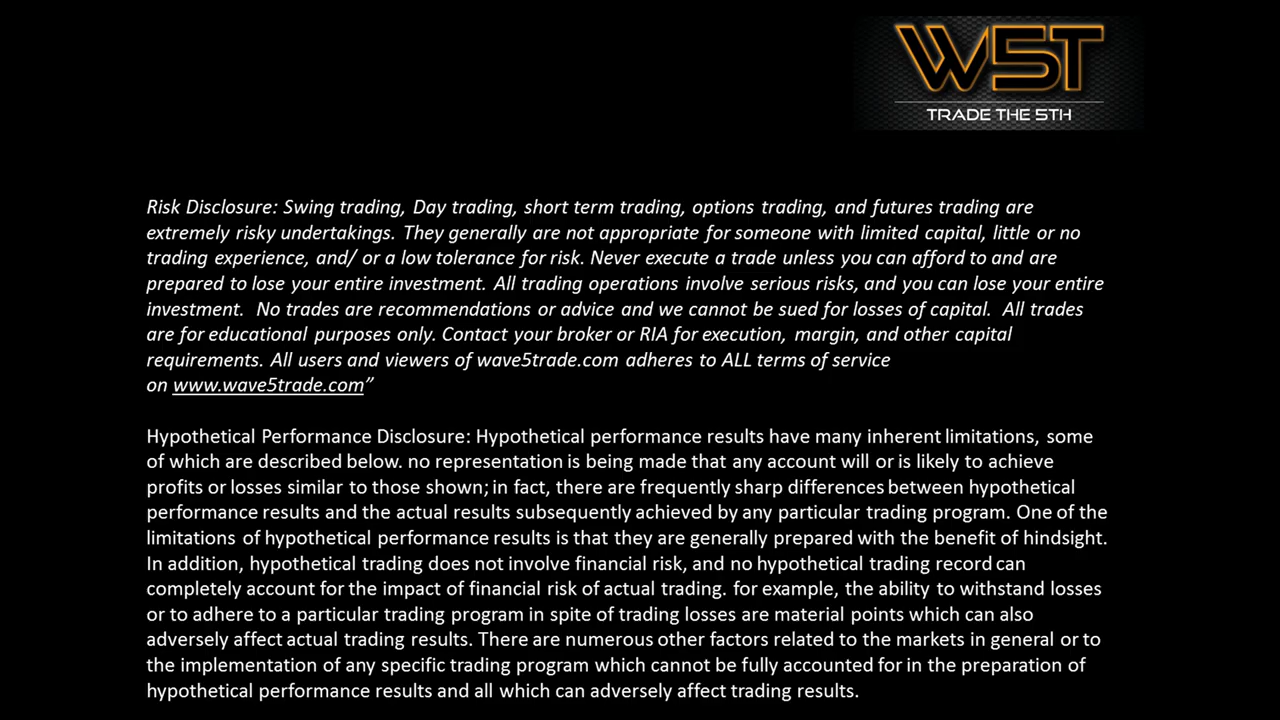 W5T
TRADE THE 5TH
Risk Disclosure: Swing trading, Day trading, short term trading, options trading, and futures trading are
extremely risky undertakings.  They generally are not appropriate for someone with limited capital, little or no
trading experience, and/ or a low tolerance for risk. Never execute a trade unless you can afford to and are
prepared to lose your entire investment.  All trading operations involve serious risks, and you can lose your entire
investment.  No trades are recommendations or advice and we cannot be sued for losses of capital.  All trades
are for educational purposes only. Contact your broker or RIA for execution, margin, and other capital
requirements. All users and viewers of wave5trade.com adheres to ALL terms of service
on www.wave5trade.com”
Hypothetical Performance Disclosure: Hypothetical performance results have many inherent limitations, some
of which are described below. no representation is being made that any account will or is likely to achieve
profits or losses similar to those shown; in fact, there are frequently sharp differences between hypothetical
performance results and the actual results subsequently achieved by any particular trading program. One of the
limitations of hypothetical performance results is that they are generally prepared with the benefit of hindsight.
In addition, hypothetical trading does not involve financial risk, and no hypothetical trading record can
completely account for the impact of financial risk of actual trading. for example, the ability to withstand losses
or to adhere to a particular trading program in spite of trading losses are material points which can also
adversely affect actual trading results. There are numerous other factors related to the markets in general or to
the implementation of any specific trading program which cannot be fully accounted for in the preparation of
hypothetical performance results and all which can adversely affect trading results.